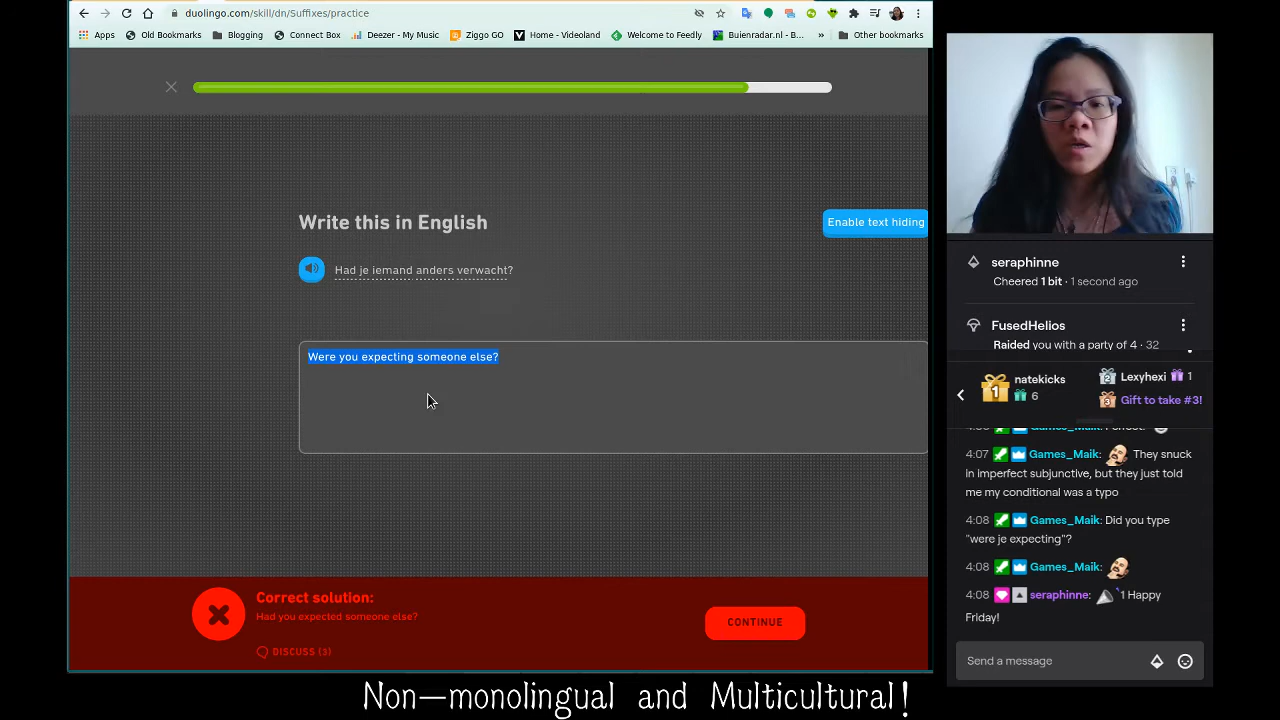 duolingo.com/skill/dn/Suffixes/practice
Apps
Old Bookmarks
Blogging
Connect Box
Deezer - My Music
Ziggo GO
Home - Videoland
Welcome to Feedly
Buienradar.nl - B...
»
Other bookmarks
Write this in English
Enable text hiding
Had je iemand anders verwacht?
Were you expecting someone else?
Correct solution:
Had you expected someone else?
DISCUSS (3)
CONTINUE
seraphinne
Cheered 1 bit · 1 second ago
FusedHelios
Raided you with a party of 4 · 32
natekicks
6
Lexyhexi 1
Gift to take #3!
4:07 Games_Maik: They snuck
in imperfect subjunctive, but they just told
me my conditional was a typo
4:08 Games_Maik: Did you type
"were je expecting"?
4:08 Games_Maik:
4:08 seraphinne: 1 Happy
Friday!
Send a message
Non-monolingual and Multicultural!